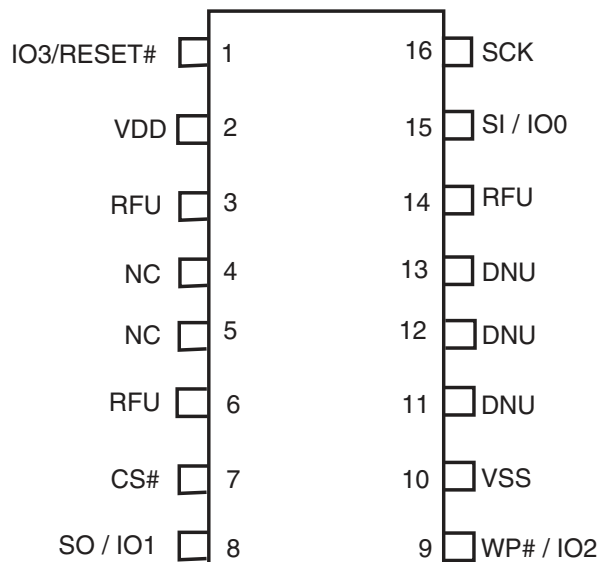 IO3/RESET# 1 16 SCK
VDD 2 15 SI / IO0
RFU 3 14 RFU
NC 4 13 DNU
NC 5 12 DNU
RFU 6 11 DNU
CS# 7 10 VSS
SO / IO1 8 9 WP# / IO2